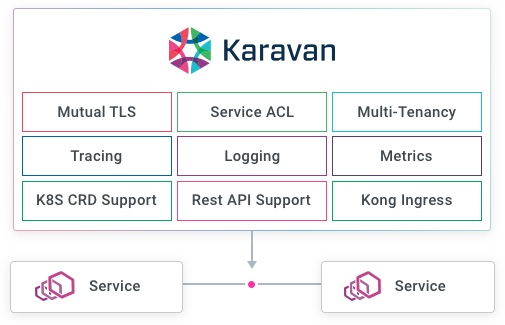 Karavan
Mutual TLS
Service ACL
Multi-Tenancy
Tracing
Logging
Metrics
K8S CRD Support
Rest API Support
Kong Ingress
Service
Service